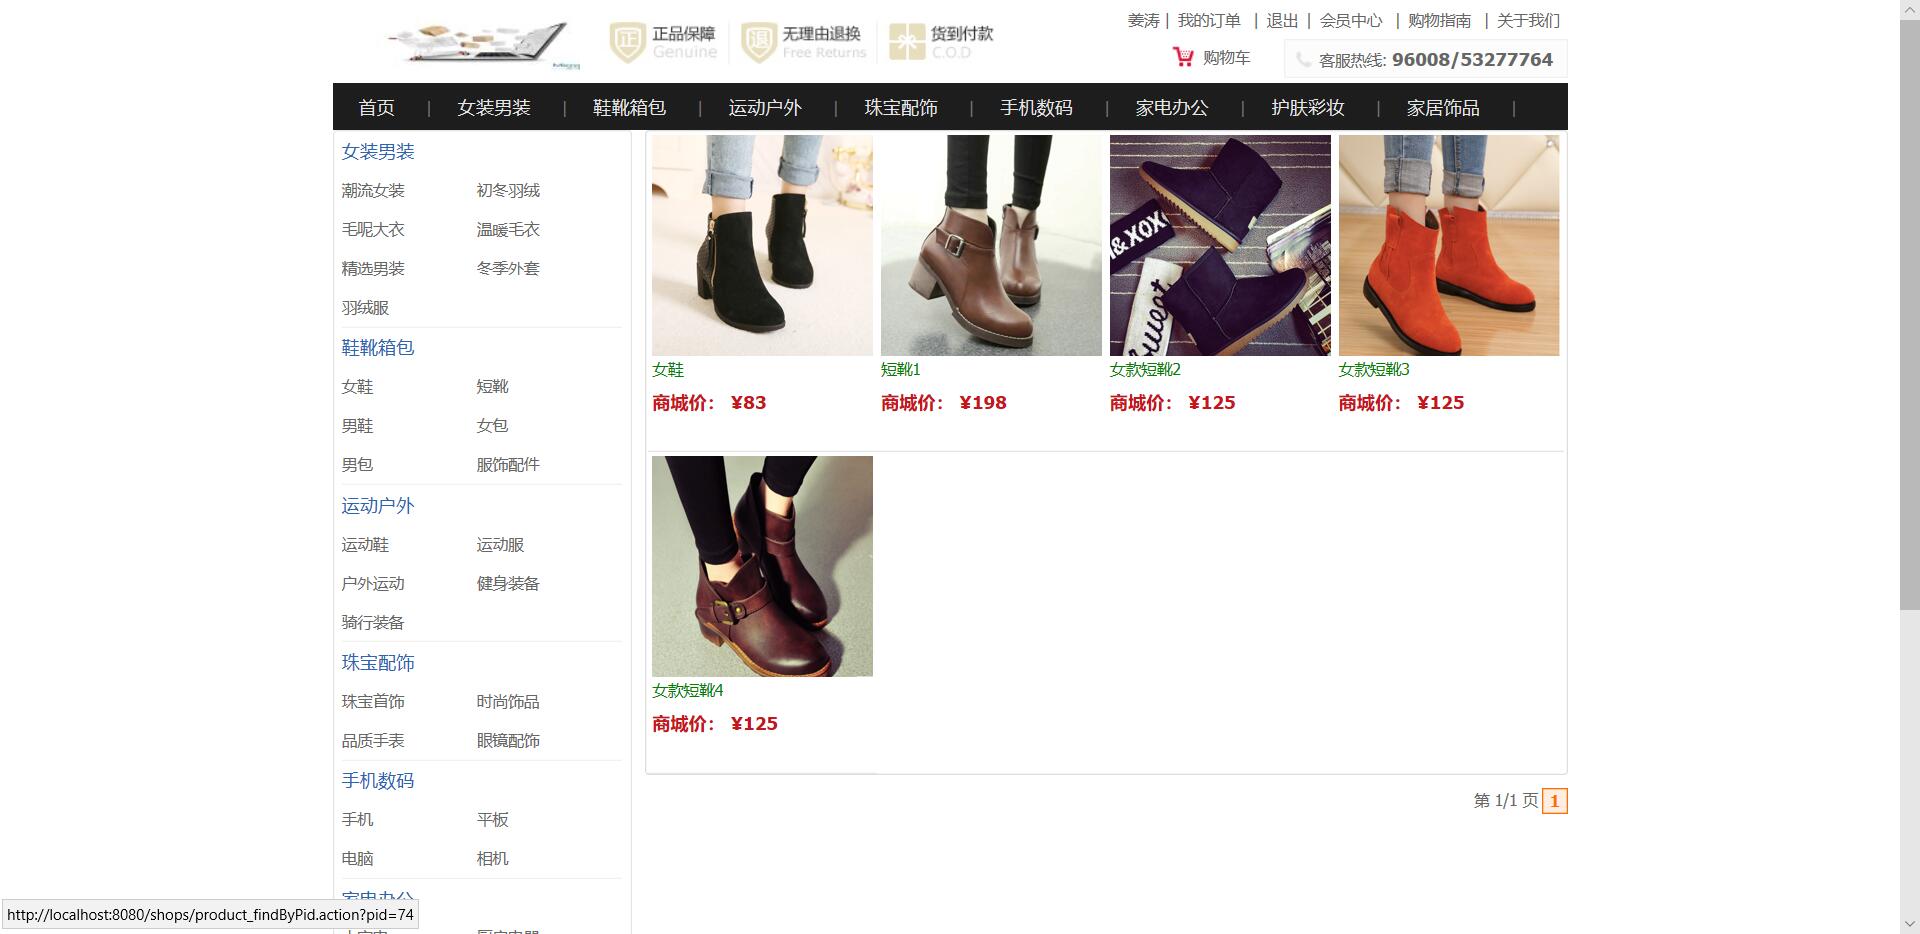 正品保障
Genuine
无理由退换
Free Returns
货到付款
C.O.D
姜涛 | 我的订单 | 退出 | 会员中心 | 购物指南 | 关于我们
购物车
客服热线: 96008/53277764
首页 | 女装男装 | 鞋靴箱包 | 运动户外 | 珠宝配饰 | 手机数码 | 家电办公 | 护肤彩妆 | 家居饰品 |
女装男装
潮流女装 初冬羽绒
毛呢大衣 温暖毛衣
精选男装 冬季外套
羽绒服
鞋靴箱包
女鞋 短靴
男鞋 女包
男包 服饰配件
运动户外
运动鞋 运动服
户外运动 健身装备
骑行装备
珠宝配饰
珠宝首饰 时尚饰品
品质手表 眼镜配饰
手机数码
手机 平板
电脑 相机
家电办公
&XOXO
sweet
女鞋 短靴1 女款短靴2 女款短靴3
商城价： ¥83 商城价： ¥198 商城价： ¥125 商城价： ¥125
女款短靴4
商城价： ¥125
第 1/1 页 1
http://localhost:8080/shops/product_findByPid.action?pid=74